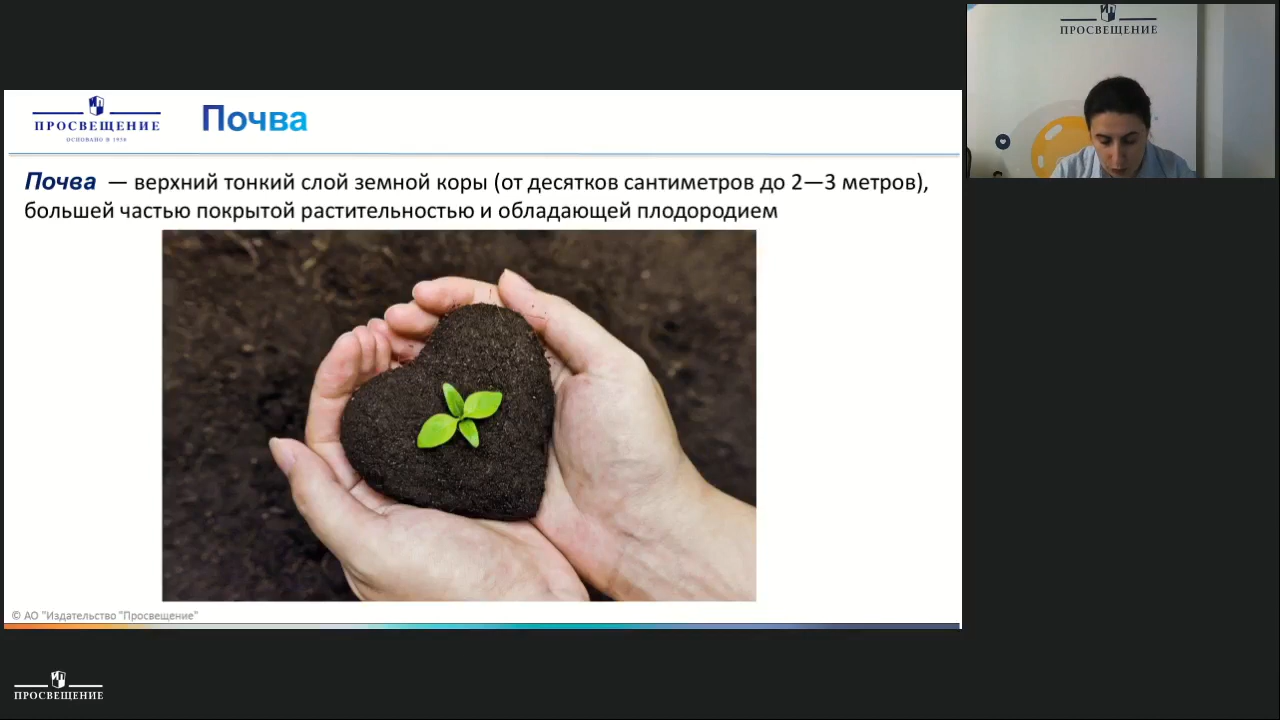 ПРОСВЕЩЕНИЕ
ПРОСВЕЩЕНИЕ
ОСНОВАНО В 1930
Почва
Почва — верхний тонкий слой земной коры (от десятков сантиметров до 2—3 метров),
большей частью покрытой растительностью и обладающей плодородием
© АО "Издательство "Просвещение"
ПРОСВЕЩЕНИЕ